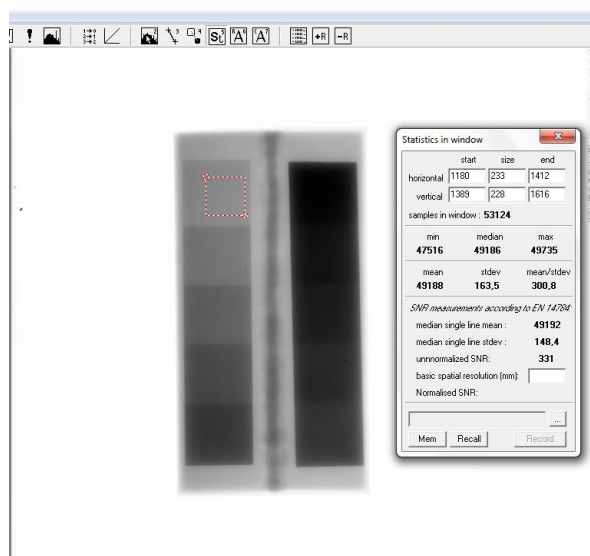 Statistics in window
start size end
horizontal 1180 233 1412
vertical 1389 228 1616
samples in window : 53124
min median max
47516 49186 49735
mean stdev mean/stdev
49188 163,5 300,8
SNR measurements according to EN 14784:
median single line mean : 49192
median single line stdev : 148,4
unnnormalized SNR: 331
basic spatial resolution (mm):
Normalised SNR:
...
Mem Recall Record